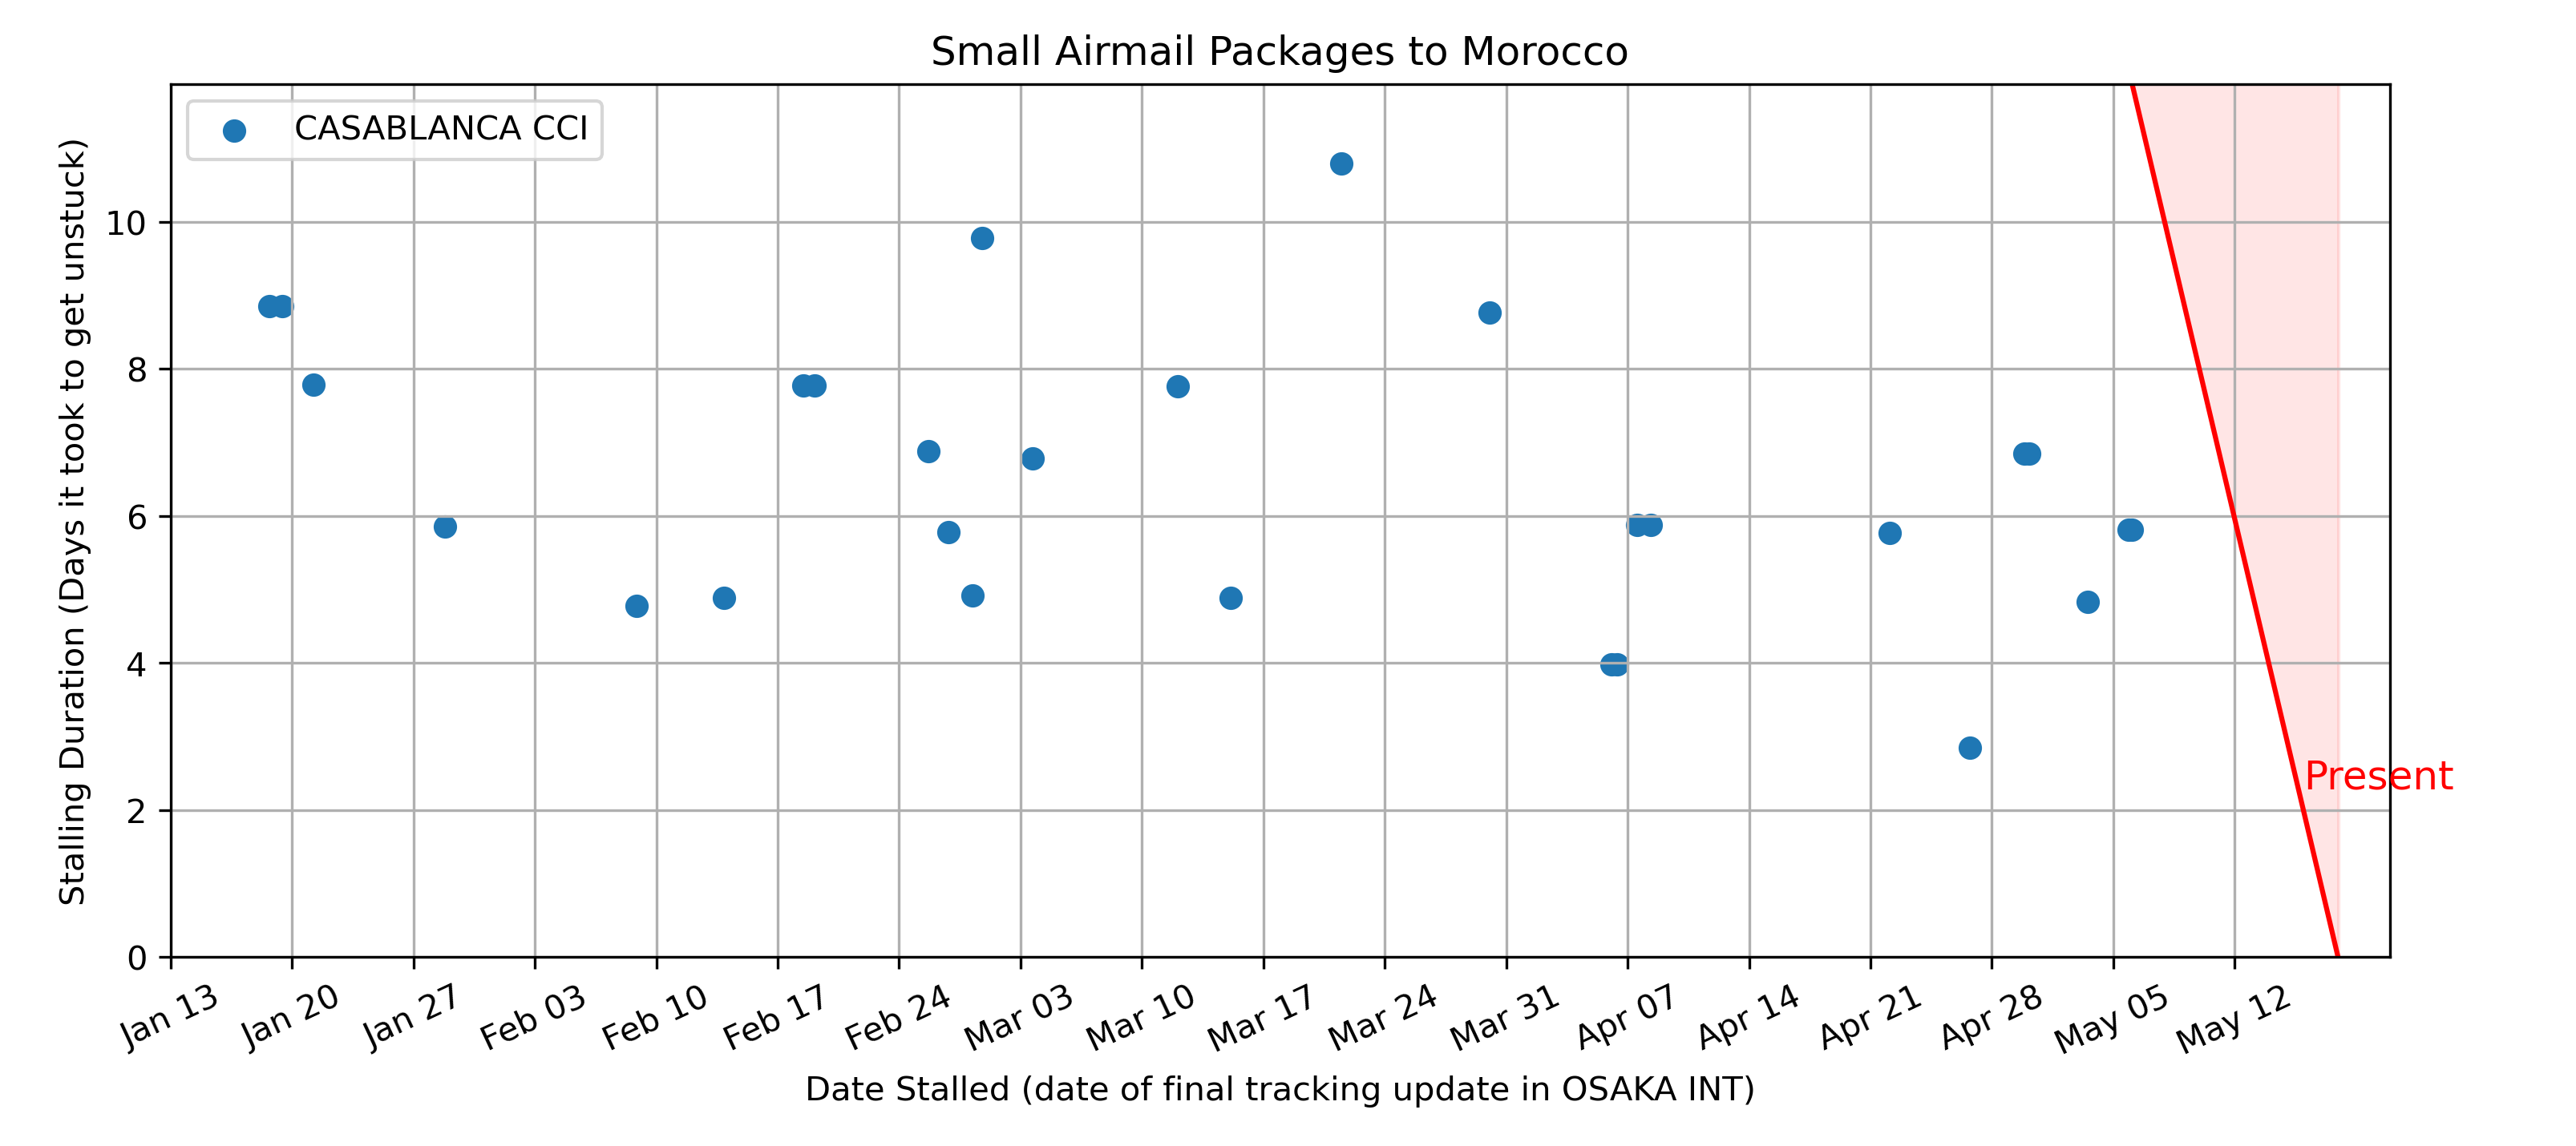 Small Airmail Packages to Morocco
CASABLANCA CCI
Stalling Duration (Days it took to get unstuck)
10
8
6
4
2
0
Present
Jan 13
Jan 20
Jan 27
Feb 03
Feb 10
Feb 17
Feb 24
Mar 03
Mar 10
Mar 17
Mar 24
Mar 31
Apr 07
Apr 14
Apr 21
Apr 28
May 05
May 12
Date Stalled (date of final tracking update in OSAKA INT)